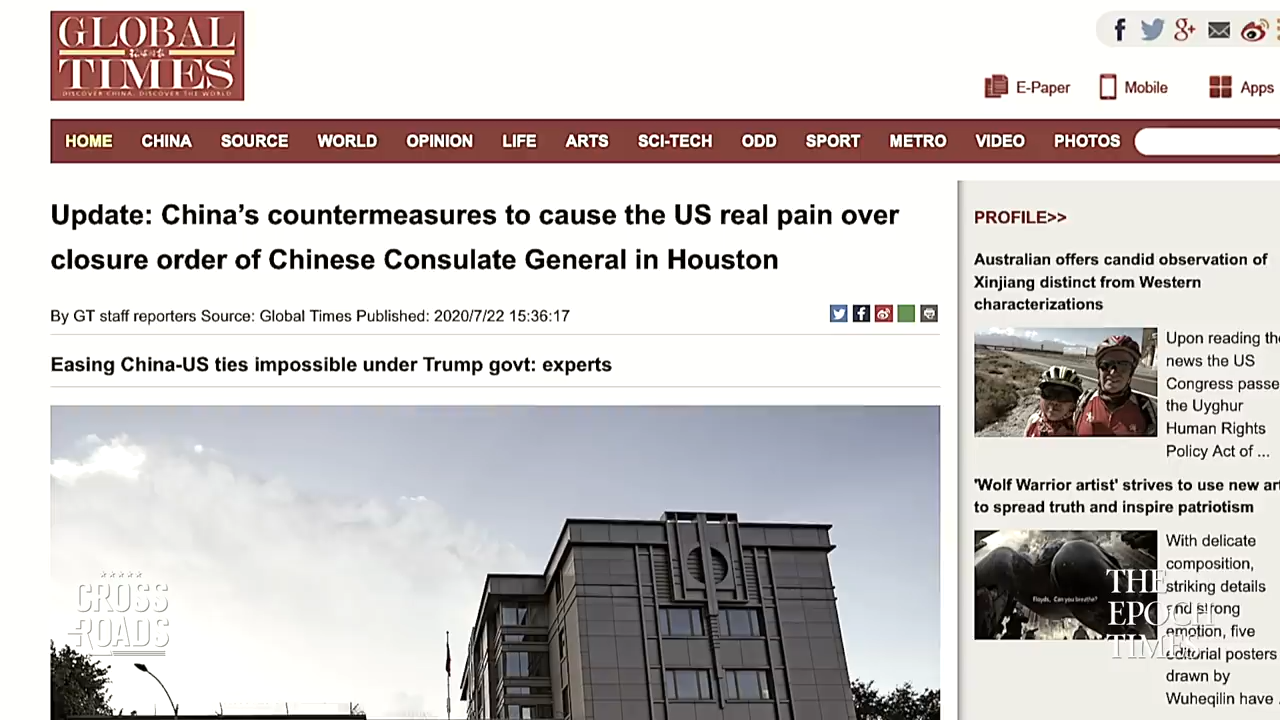 GLOBAL
TIMES
DISCOVER CHINA, DISCOVER THE WORLD
E-Paper Mobile Apps
HOME CHINA SOURCE WORLD OPINION LIFE ARTS SCI-TECH ODD SPORT METRO VIDEO PHOTOS
Update: China's countermeasures to cause the US real pain over
closure order of Chinese Consulate General in Houston
By GT staff reporters Source: Global Times Published: 2020/7/22 15:36:17
Easing China-US ties impossible under Trump govt: experts
PROFILE>>
Australian offers candid observation of
Xinjiang distinct from Western
characterizations
Upon reading the
news the US
Congress passe
the Uyghur
Human Rights
Policy Act of ...
'Wolf Warrior artist' strives to use new art
to spread truth and inspire patriotism
Floyds, Can you breathe?
With delicate
composition,
striking details
and strong
emotion, five
editorial posters
drawn by
Wuheqilin have
CROSS
ROADS
THE
EPOCH
TIMES